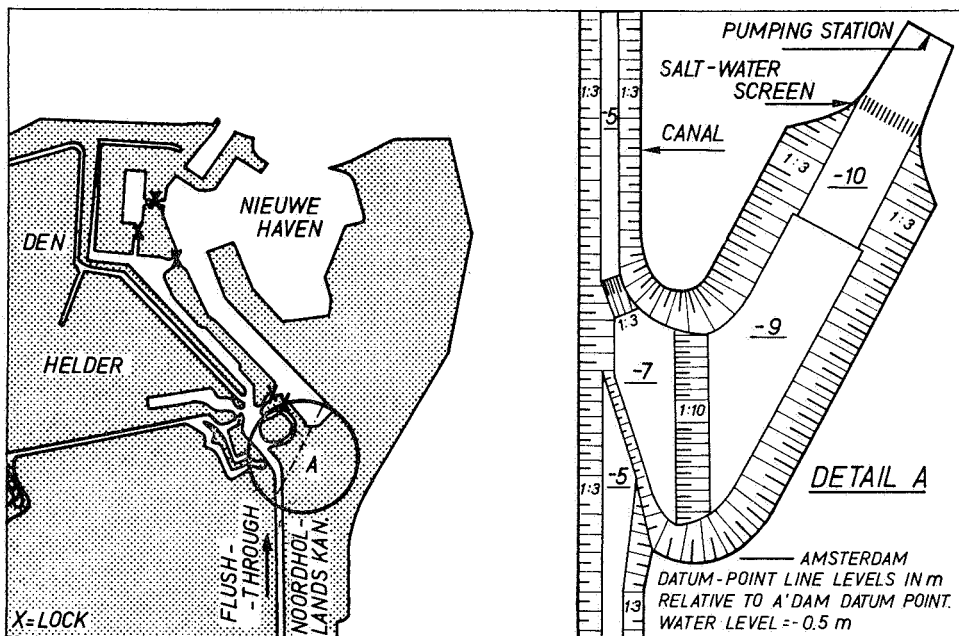 DEN
HELDER
NIEUWE
HAVEN
A
FLUSH-
-THROUGH
NOORDHOL-
LANDS KAN.
X=LOCK
PUMPING STATION
SALT-WATER
SCREEN
CANAL
1:3
1:3
-5
1:3
-10
1:3
1:3
-9
-7
1:10
1:3
-5
1:3
DETAIL A
AMSTERDAM
DATUM-POINT LINE LEVELS IN m
RELATIVE TO A'DAM DATUM POINT.
WATER LEVEL=-0.5 m